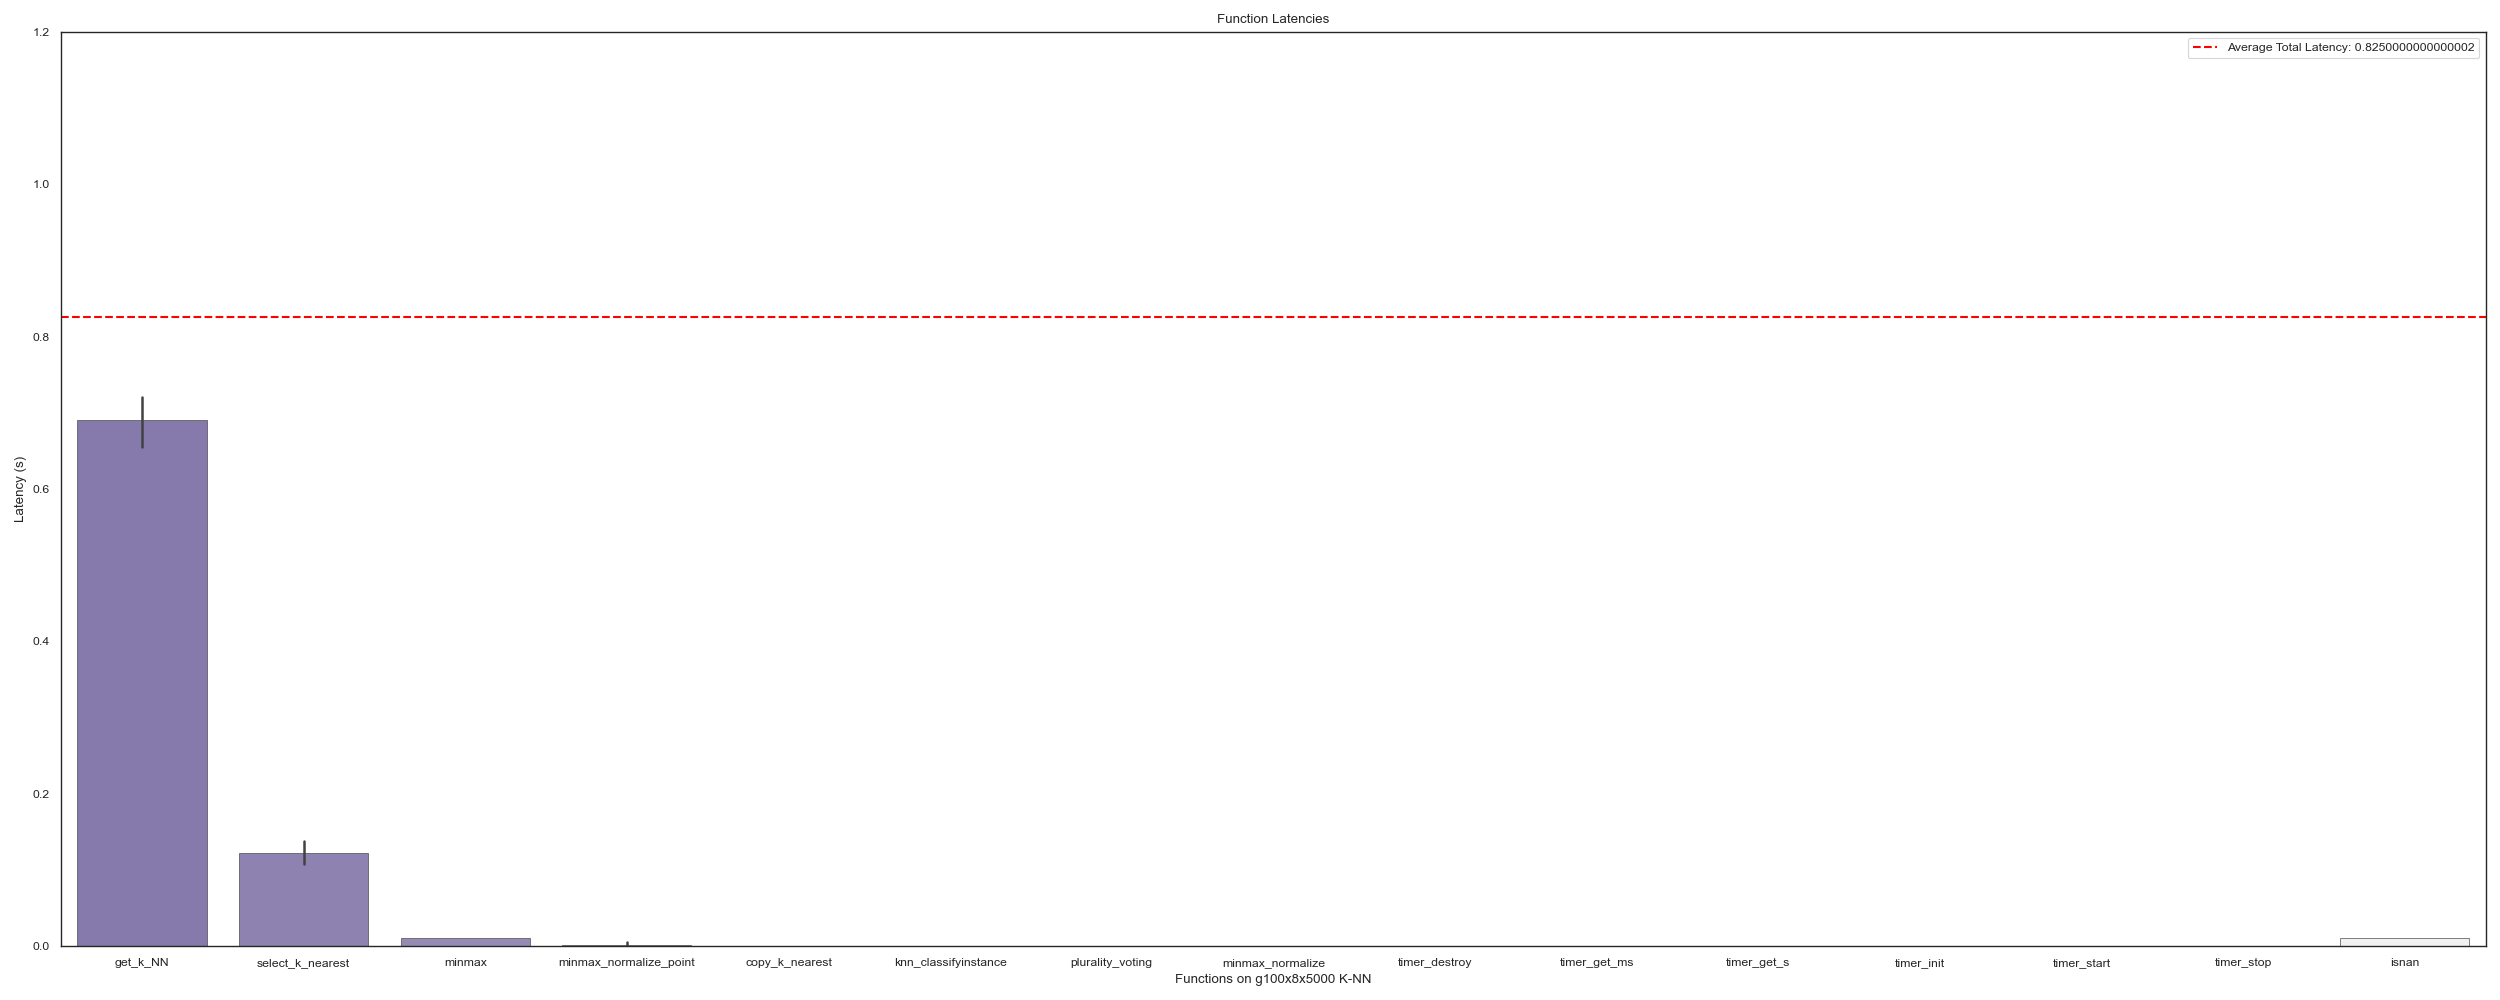 Function Latencies
Average Total Latency: 0.8250000000000002
1.2
1.0
0.8
0.6
0.4
0.2
0.0
Latency (s)
get_k_NN select_k_nearest minmax minmax_normalize_point copy_k_nearest knn_classifyinstance plurality_voting minmax_normalize timer_destroy timer_get_ms timer_get_s timer_init timer_start timer_stop isnan
Functions on g100x8x5000 K-NN